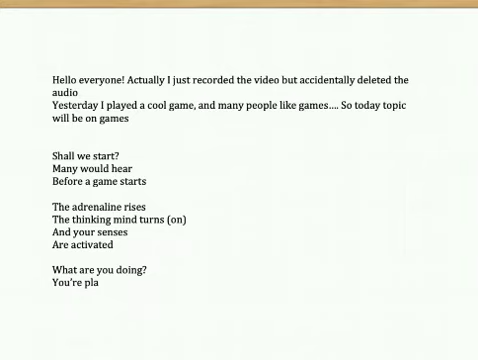 Hello everyone! Actually I just recorded the video but accidentally deleted the
audio
Yesterday I played a cool game, and many people like games.... So today topic
will be on games
Shall we start?
Many would hear
Before a game starts
The adrenaline rises
The thinking mind turns (on)
And your senses
Are activated
What are you doing?
You're pla